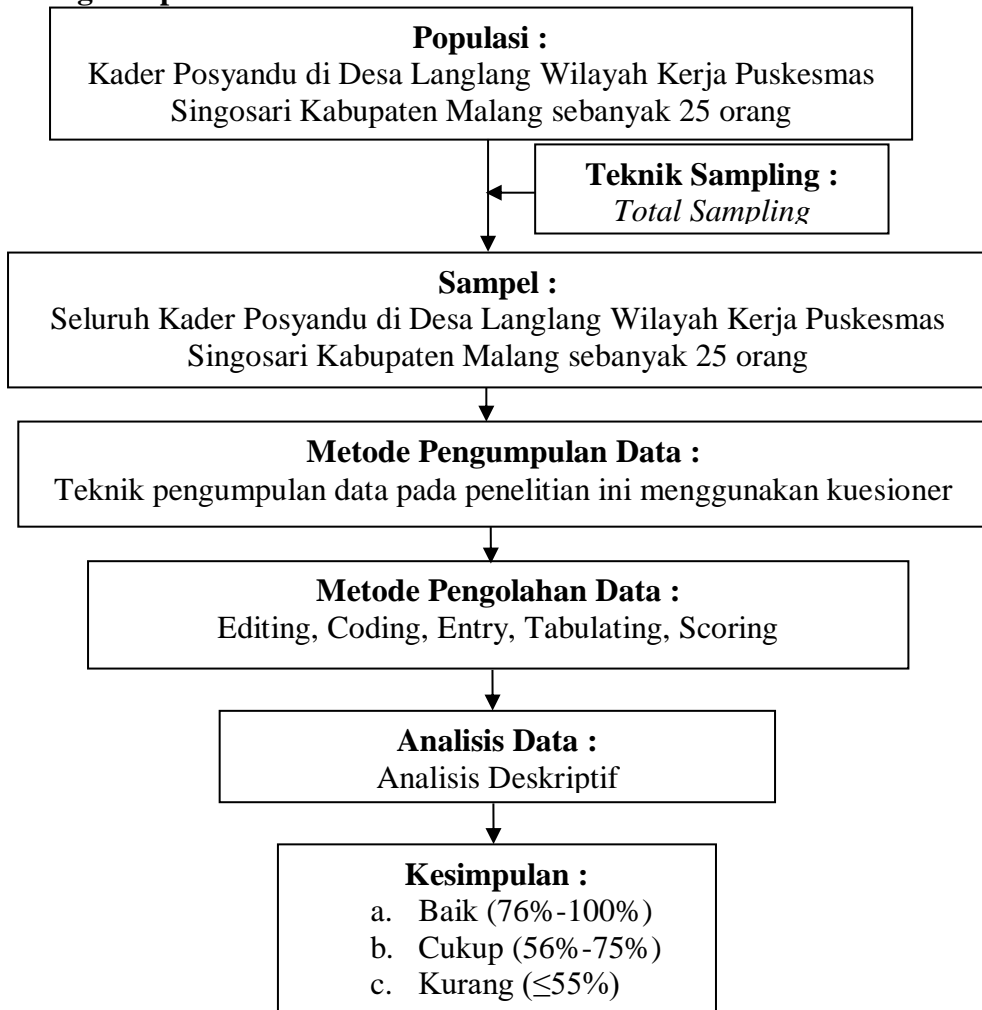 Populasi :
Kader Posyandu di Desa Langlang Wilayah Kerja Puskesmas
Singosari Kabupaten Malang sebanyak 25 orang
Teknik Sampling :
Total Sampling
Sampel :
Seluruh Kader Posyandu di Desa Langlang Wilayah Kerja Puskesmas
Singosari Kabupaten Malang sebanyak 25 orang
Metode Pengumpulan Data :
Teknik pengumpulan data pada penelitian ini menggunakan kuesioner
Metode Pengolahan Data :
Editing, Coding, Entry, Tabulating, Scoring
Analisis Data :
Analisis Deskriptif
Kesimpulan :
a. Baik (76%-100%)
b. Cukup (56%-75%)
c. Kurang (≤55%)